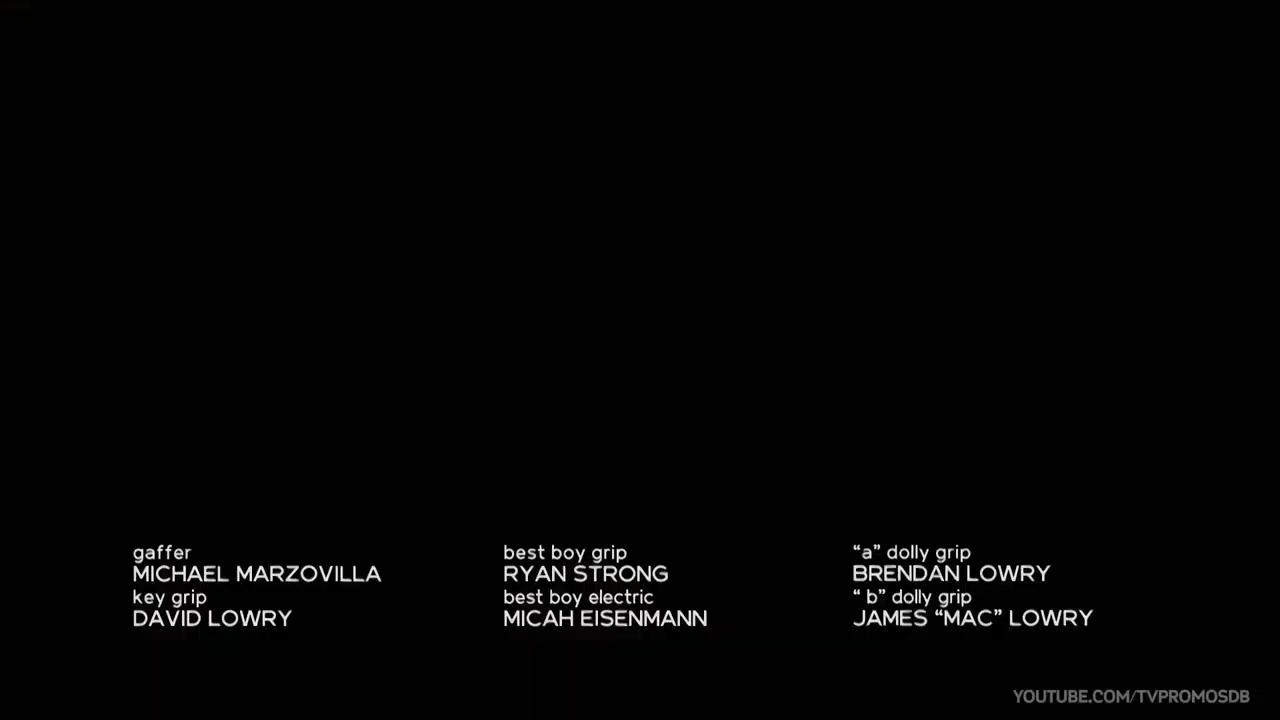 gaffer
MICHAEL MARZOVILLA
key grip
DAVID LOWRY
best boy grip
RYAN STRONG
best boy electric
MICAH EISENMANN
“a” dolly grip
BRENDAN LOWRY
“ b” dolly grip
JAMES “MAC” LOWRY
YOUTUBE.COM/TVPROMOSDB